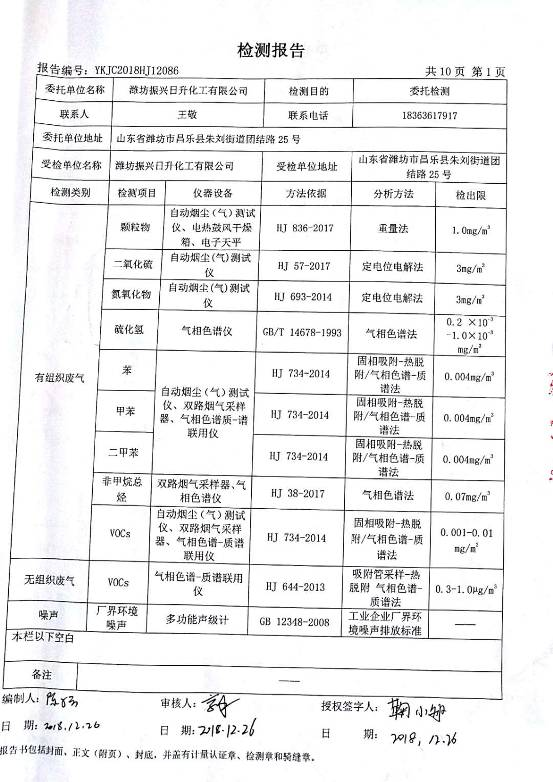 检测报告
报告编号：YKJC2018HJ12086 共 10 页 第 1 页
委托单位名称 潍坊振兴日升化工有限公司 检测目的 委托检测
联系人 王敬 联系电话 18363617917
委托单位地址 山东省潍坊市昌乐县朱刘街道团结路 25 号
受检单位名称 潍坊振兴日升化工有限公司 受检单位地址 山东省潍坊市昌乐县朱刘街道团
结路 25 号
检测类别 检测项目 仪器设备 方法依据 分析方法 检出限
有组织废气
颗粒物 自动烟尘（气）测试
仪、电热鼓风干燥
箱、电子天平 HJ 836-2017 重量法 1.0mg/m³
二氧化硫 自动烟尘(气)测试
仪 HJ 57-2017 定电位电解法 3mg/m³
氮氧化物 自动烟尘(气)测试
仪 HJ 693-2014 定电位电解法 3mg/m³
硫化氢 气相色谱仪 GB/T 14678-1993 气相色谱法 0.2 ×10⁻³
-1.0×10⁻³
mg/m³
苯 HJ 734-2014 固相吸附-热脱
附/气相色谱-质
谱法 0.004mg/m³
自动烟尘（气）测试
仪、双路烟气采样
器、气相色谱质-谱
联用仪
甲苯 HJ 734-2014 固相吸附-热脱
附/气相色谱-质
谱法 0.004mg/m³
二甲苯 HJ 734-2014 固相吸附-热脱
附/气相色谱-质
谱法 0.004mg/m³
非甲烷总
烃 双路烟气采样器、气
相色谱仪 HJ 38-2017 气相色谱法 0.07mg/m³
VOCs 自动烟尘（气）测试
仪、双路烟气采样
器、气相色谱-质谱
联用仪 HJ 734-2014 固相吸附-热脱
附/气相色谱-质
谱法 0.001-0.01
mg/m³
无组织废气 VOCs 气相色谱-质谱联用
仪 HJ 644-2013 吸附管采样-热
脱附 气相色谱-
质谱法 0.3-1.0μg/m³
噪声 厂界环境
噪声 多功能声级计 GB 12348-2008 工业企业厂界环
境噪声排放标准 ——
本栏以下空白
备注 ——
编制人： 审核人： 授权签字人：
日 期：2018.12.26 日 期：2018.12.26 日 期：2018.12.26
报告书包括封面、正文（附页）、封底，并盖有计量认证章、检测章和骑缝章。